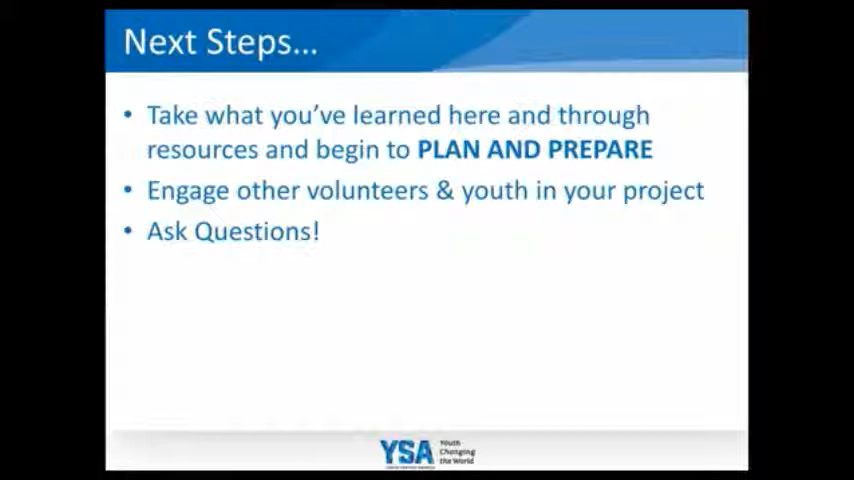 Next Steps...
• Take what you've learned here and through
resources and begin to PLAN AND PREPARE
• Engage other volunteers & youth in your project
• Ask Questions!
YSA
Youth
Changing
the World